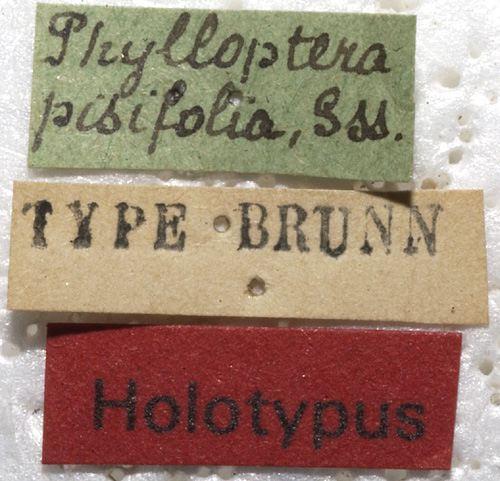 Phylloptera
pisifolia, Sss.
TYPE BRUNN
Holotypus